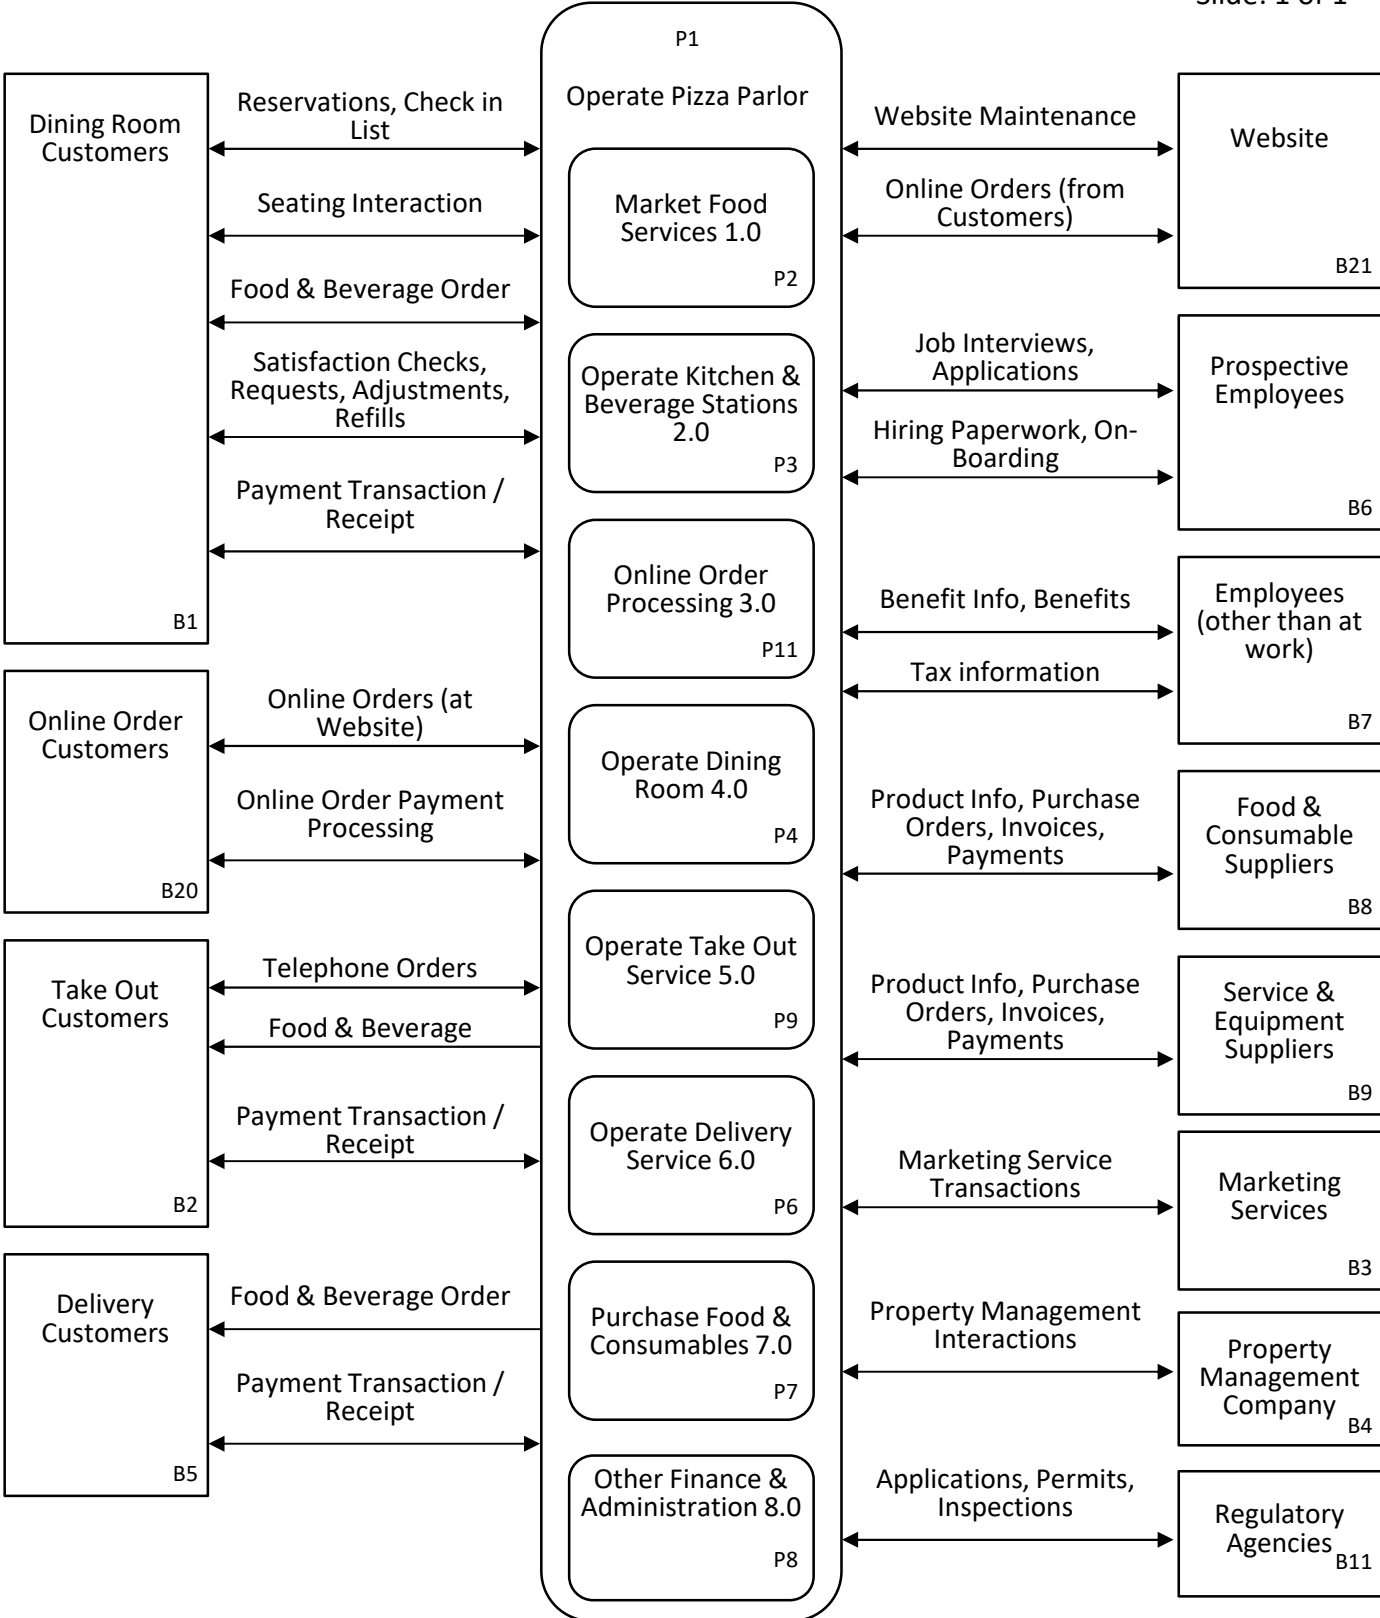 Slide: 1 of 1
P1
Operate Pizza Parlor
Dining Room
Customers
B1
Reservations, Check in
List
Seating Interaction
Food & Beverage Order
Satisfaction Checks,
Requests, Adjustments,
Refills
Payment Transaction /
Receipt
Online Order
Customers
B20
Online Orders (at
Website)
Online Order Payment
Processing
Take Out
Customers
B2
Telephone Orders
Food & Beverage
Payment Transaction /
Receipt
Delivery
Customers
B5
Food & Beverage Order
Payment Transaction /
Receipt
Market Food
Services 1.0
P2
Operate Kitchen &
Beverage Stations
2.0
P3
Online Order
Processing 3.0
P11
Operate Dining
Room 4.0
P4
Operate Take Out
Service 5.0
P9
Operate Delivery
Service 6.0
P6
Purchase Food &
Consumables 7.0
P7
Other Finance &
Administration 8.0
P8
Website Maintenance
Online Orders (from
Customers)
Website
B21
Job Interviews,
Applications
Hiring Paperwork, On-
Boarding
Prospective
Employees
B6
Benefit Info, Benefits
Tax information
Employees
(other than at
work)
B7
Product Info, Purchase
Orders, Invoices,
Payments
Food &
Consumable
Suppliers
B8
Product Info, Purchase
Orders, Invoices,
Payments
Service &
Equipment
Suppliers
B9
Marketing Service
Transactions
Marketing
Services
B3
Property Management
Interactions
Property
Management
Company
B4
Applications, Permits,
Inspections
Regulatory
Agencies
B11